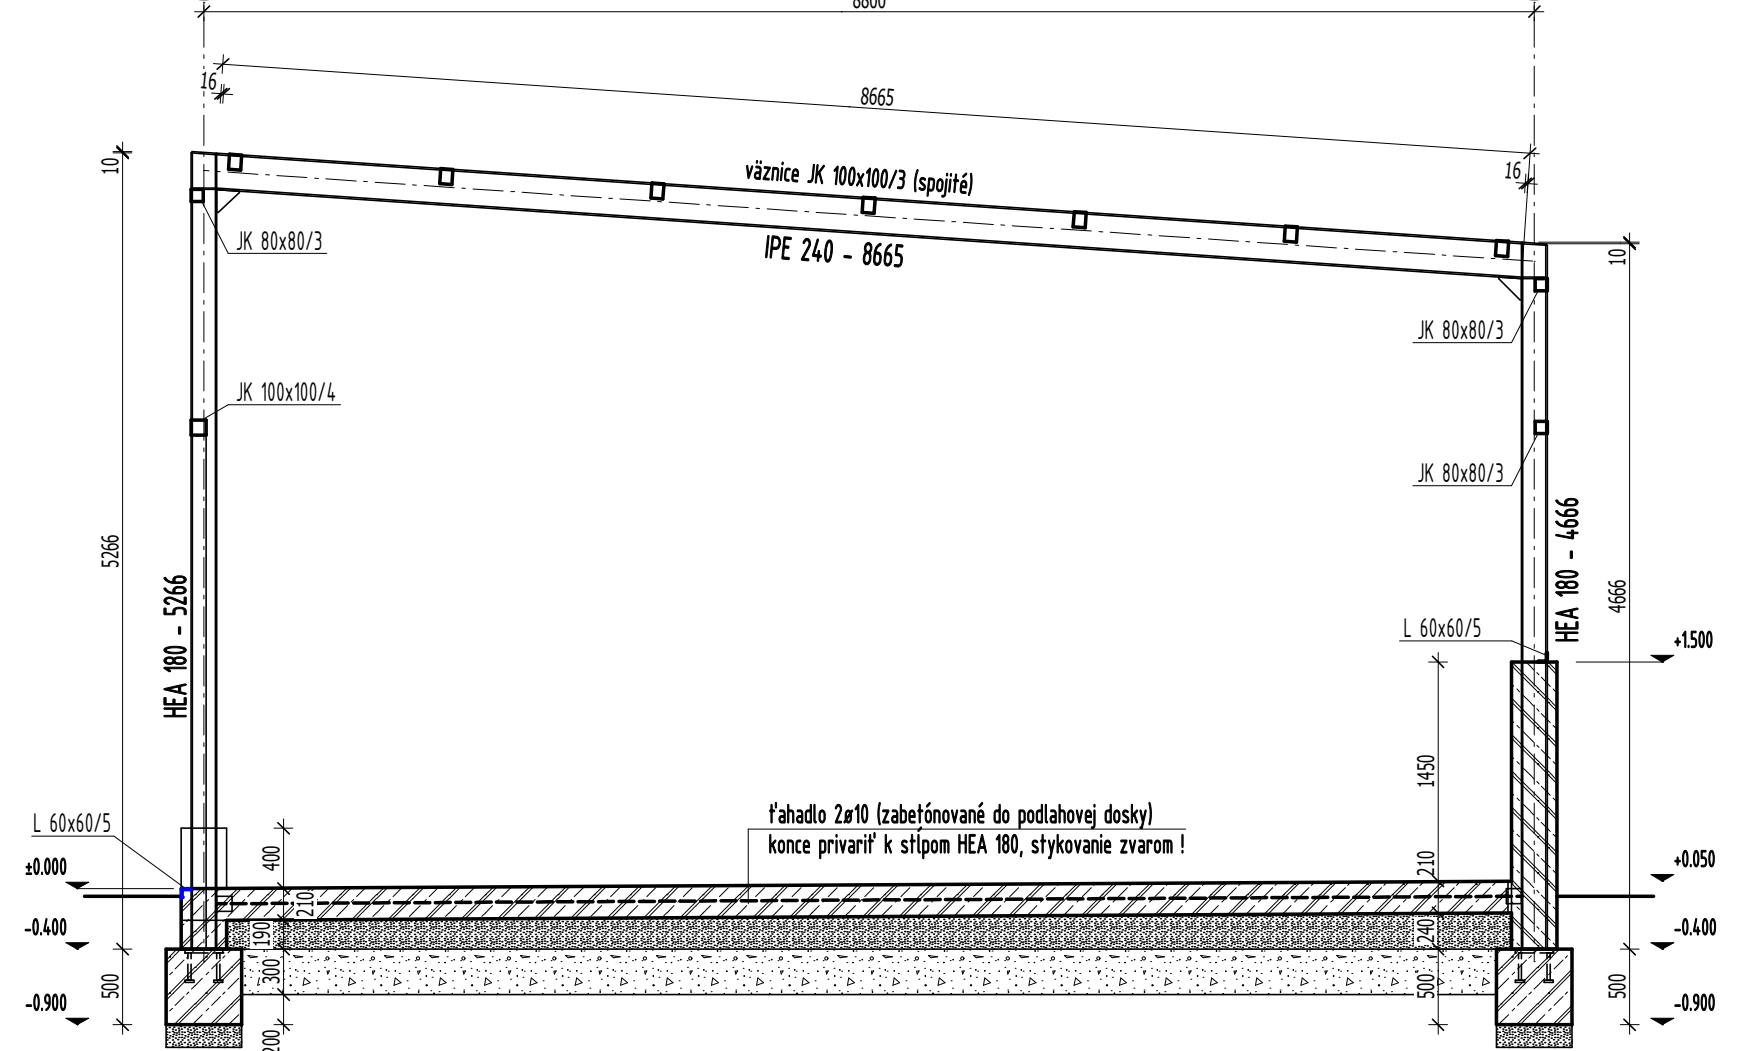 8800
8665
16
10
väznice JK 100x100/3 (spojité)
16
JK 80x80/3
IPE 240 - 8665
10
JK 80x80/3
JK 100x100/4
JK 80x80/3
HEA 180 - 4666
5266
HEA 180 - 5266
4666
L 60x60/5
+1.500
1450
ťahadlo 2ø10 (zabetónované do podlahovej dosky)
konce privariť k stĺpom HEA 180, stykovanie zvarom !
L 60x60/5
±0.000
400
210
+0.050
210
-0.400
190
240
-0.400
300
500
500
500
-0.900
-0.900
200